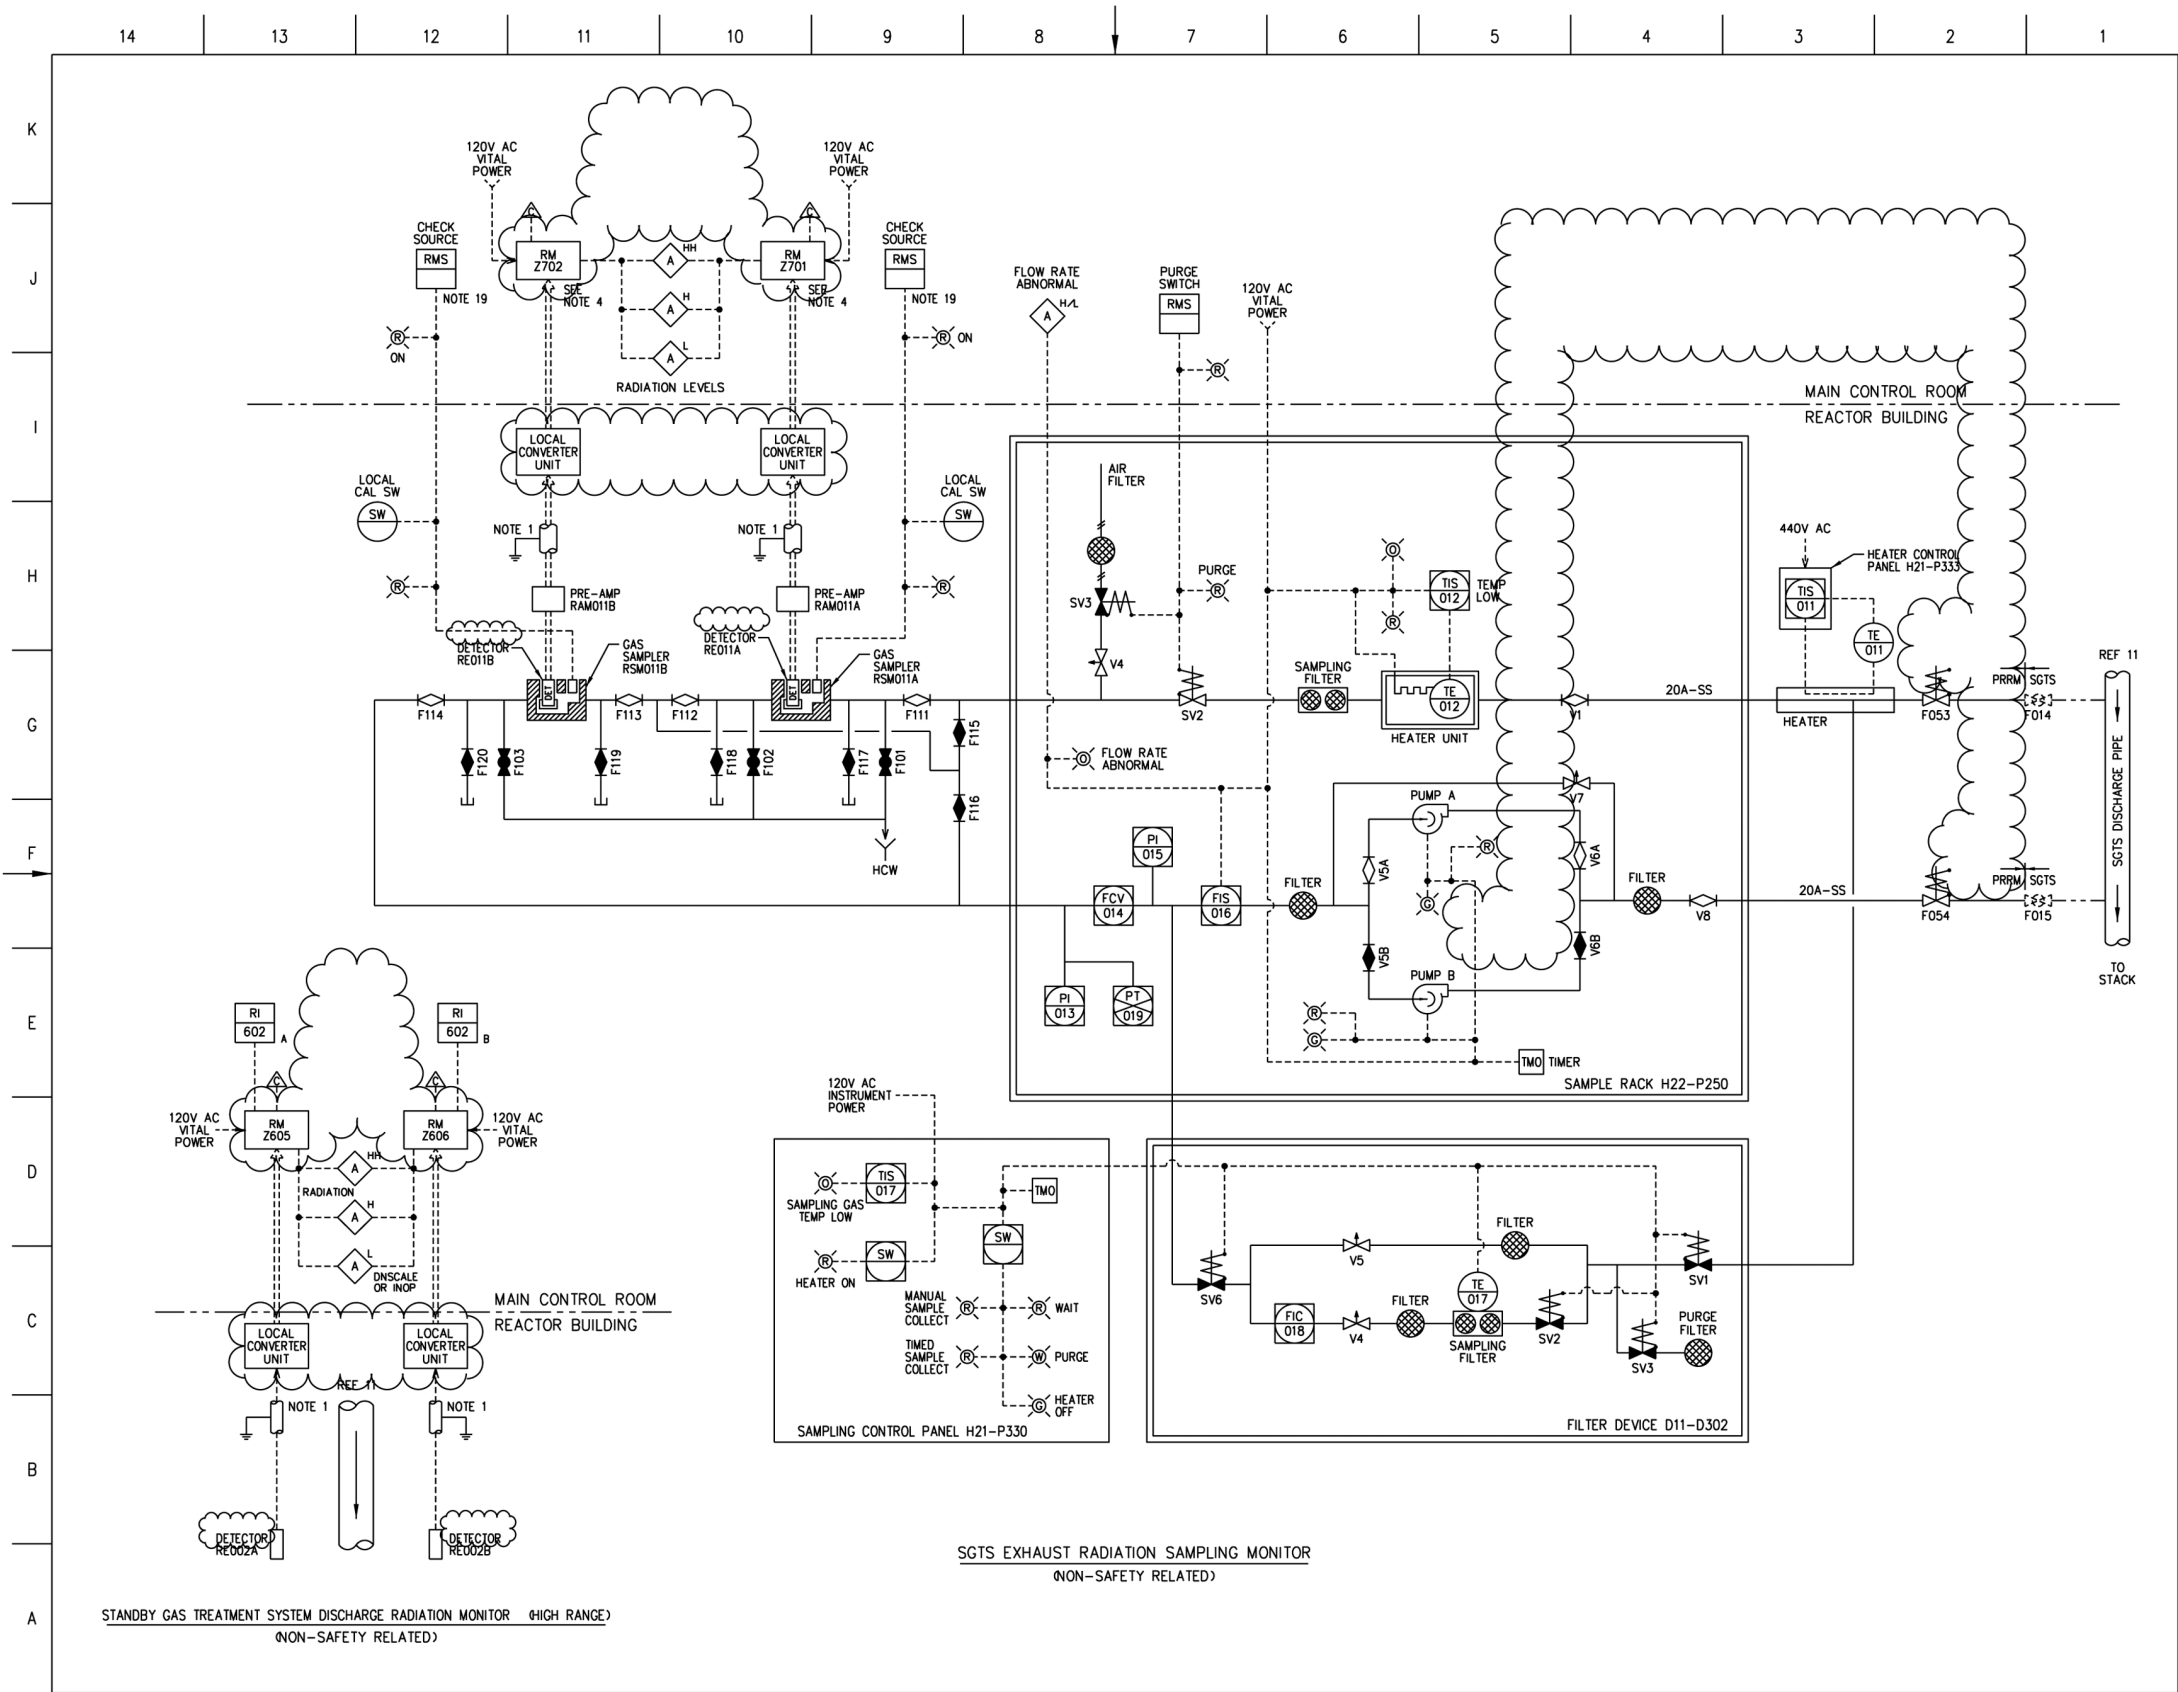 14 13 12 11 10 9 8 7 6 5 4 3 2 1
K
J
I
H
G
F
E
D
C
B
A
120V AC
VITAL
POWER
120V AC
VITAL
POWER
CHECK
SOURCE
RMS
NOTE 19
C
RM
Z702
SEE
NOTE 4
A HH
A H
A L
RADIATION LEVELS
C
RM
Z701
SEE
NOTE 4
CHECK
SOURCE
RMS
NOTE 19
R
ON
R ON
FLOW RATE
ABNORMAL
A H/L
PURGE
SWITCH
RMS
R
120V AC
VITAL
POWER
MAIN CONTROL ROOM
REACTOR BUILDING
LOCAL
CONVERTER
UNIT
LOCAL
CONVERTER
UNIT
LOCAL
CAL SW
SW
LOCAL
CAL SW
SW
NOTE 1
NOTE 1
R
R
PRE-AMP
RAM011B
PRE-AMP
RAM011A
DETECTOR
RE011B
DETECTOR
RE011A
GAS
SAMPLER
RSM011B
GAS
SAMPLER
RSM011A
DET
DET
F114
F113
F112
F111
F120
F103
F119
F118
F102
F117
F101
F115
F116
HCW
AIR
FILTER
SV3
V4
PURGE
R
SV2
O
R
TIS
012
TEMP
LOW
SAMPLING
FILTER
TE
012
HEATER UNIT
V1
20A-SS
440V AC
HEATER CONTROL
PANEL H21-P333
TIS
011
TE
011
HEATER
F053
PRRM SGTS
F014
REF 11
SGTS DISCHARGE PIPE
TO
STACK
O FLOW RATE
ABNORMAL
PI
015
FCV
014
FIS
016
FILTER
PI
013
PT
019
PUMP A
R
G
V5A
V5B
V6A
V6B
V7
PUMP B
R
G
TMO TIMER
FILTER
V8
20A-SS
F054
PRRM SGTS
F015
SAMPLE RACK H22-P250
RI
602
A
RI
602
B
C
C
120V AC
VITAL
POWER
RM
Z605
RM
Z606
120V AC
VITAL
POWER
A HH
RADIATION
A H
A L
DNSCALE
OR INOP
MAIN CONTROL ROOM
REACTOR BUILDING
LOCAL
CONVERTER
UNIT
LOCAL
CONVERTER
UNIT
REF 11
NOTE 1
NOTE 1
DETECTOR
RE002A
DETECTOR
RE002B
120V AC
INSTRUMENT
POWER
O
SAMPLING GAS
TEMP LOW
TIS
017
R
HEATER ON
SW
TMO
SW
MANUAL
SAMPLE
COLLECT
R
R WAIT
TIMED
SAMPLE
COLLECT
R
W PURGE
G HEATER
OFF
SAMPLING CONTROL PANEL H21-P330
SV6
V5
FILTER
FIC
018
V4
FILTER
TE
017
SAMPLING
FILTER
SV2
SV1
SV3
PURGE
FILTER
FILTER DEVICE D11-D302
SGTS EXHAUST RADIATION SAMPLING MONITOR
(NON-SAFETY RELATED)
STANDBY GAS TREATMENT SYSTEM DISCHARGE RADIATION MONITOR (HIGH RANGE)
(NON-SAFETY RELATED)